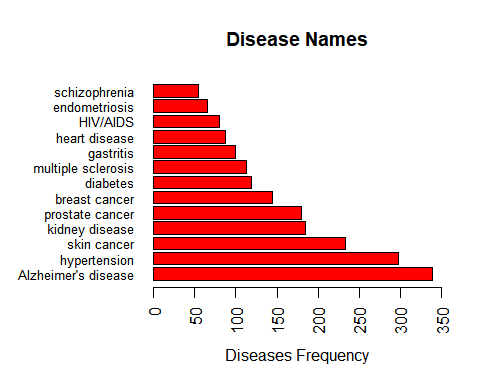 Disease Names
schizophrenia
endometriosis
HIV/AIDS
heart disease
gastritis
multiple sclerosis
diabetes
breast cancer
prostate cancer
kidney disease
skin cancer
hypertension
Alzheimer's disease
0 50 100 150 200 250 300 350
Diseases Frequency